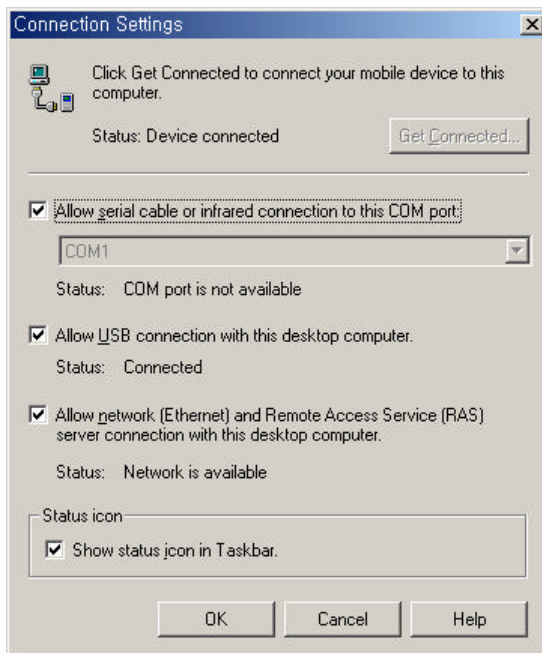 Connection Settings
Click Get Connected to connect your mobile device to this
computer.
Status: Device connected
Get Connected...
Allow serial cable or infrared connection to this COM port:
COM1
Status: COM port is not available
Allow USB connection with this desktop computer.
Status: Connected
Allow network (Ethernet) and Remote Access Service (RAS)
server connection with this desktop computer.
Status: Network is available
Status icon
Show status icon in Taskbar.
OK Cancel Help